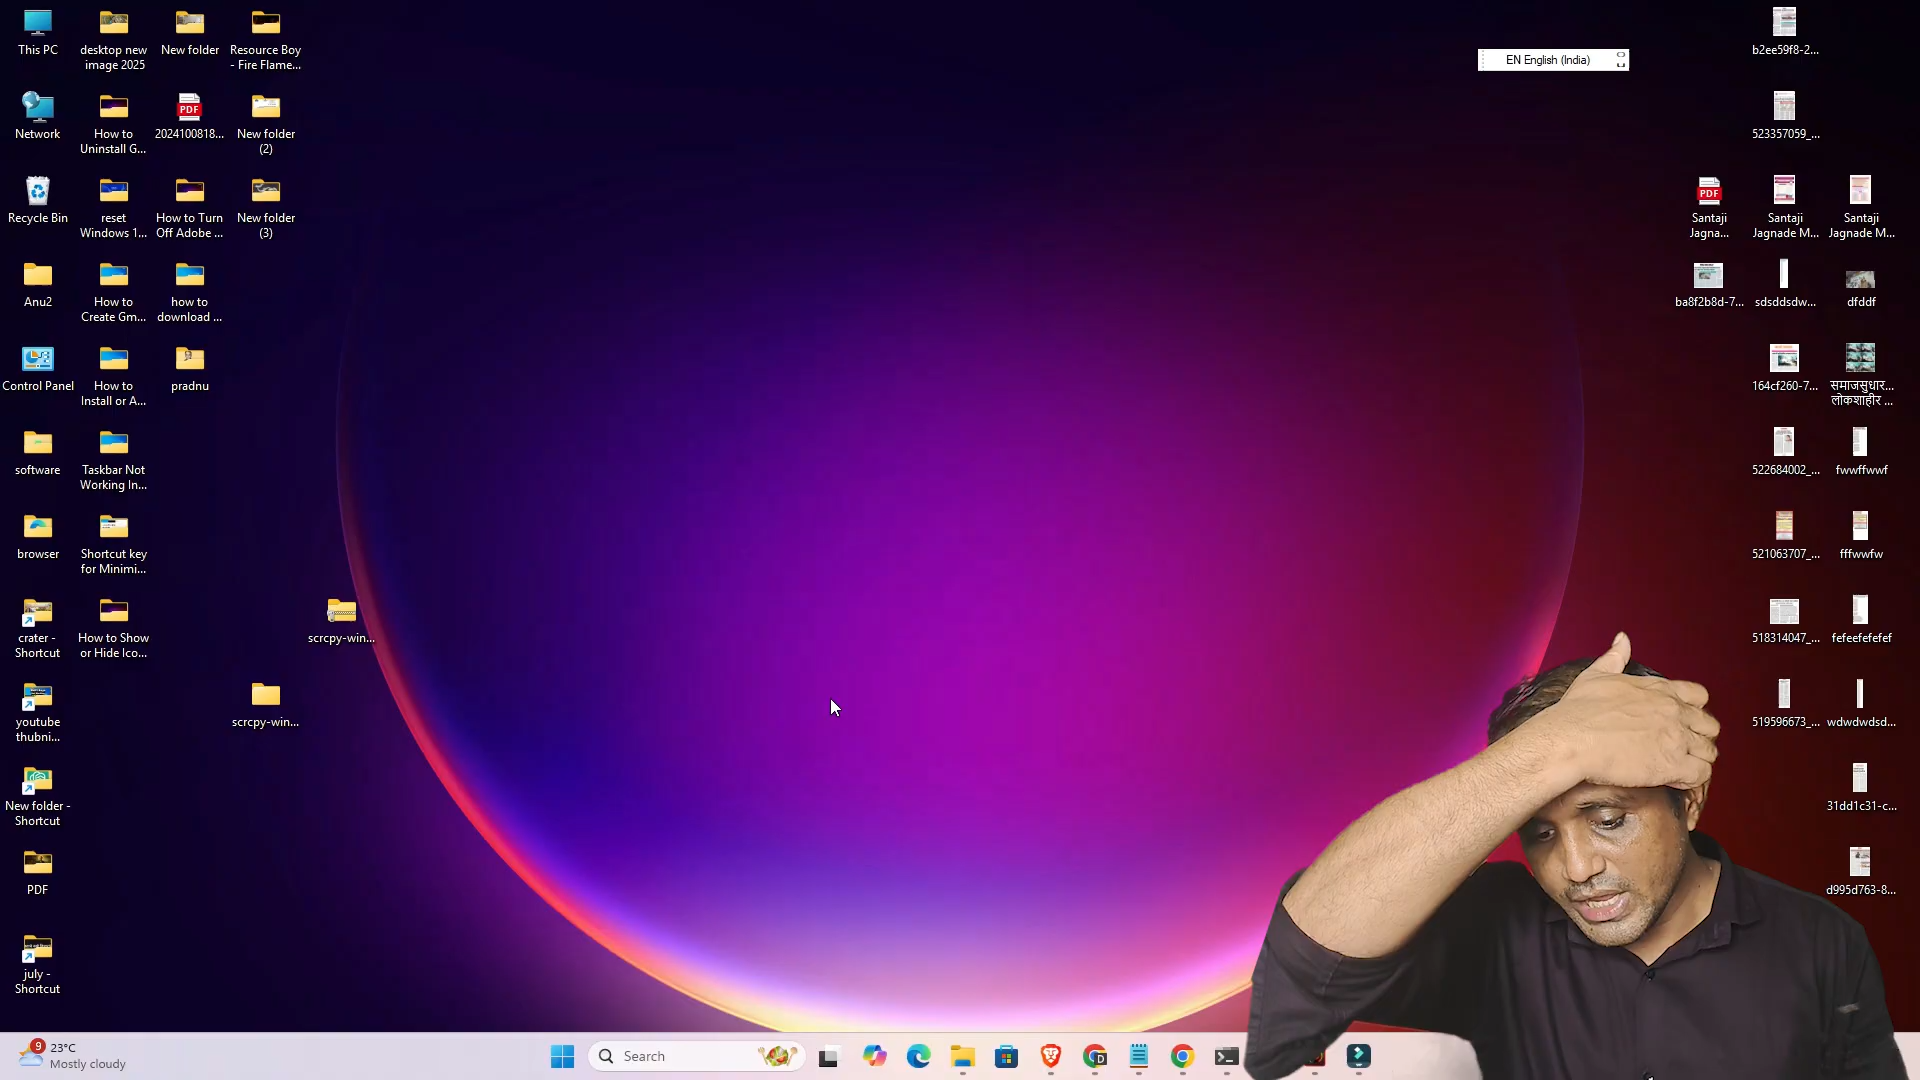 This PC
desktop new
image 2025
New folder
Resource Boy
- Fire Flame...
Network
How to
Uninstall G...
PDF
2024100818...
New folder
(2)
Recycle Bin
reset
Windows 1...
How to Turn
Off Adobe ...
New folder
(3)
Anu2
How to
Create Gm...
how to
download ...
Control Panel
How to
Install or A...
pradnu
software
Taskbar Not
Working In...
browser
Shortcut key
for Minimi...
crater -
Shortcut
How to Show
or Hide Ico...
scrcpy-win...
youtube
thubni...
scrcpy-win...
New folder -
Shortcut
PDF
july -
Shortcut
EN English (India)
b2ee59f8-2...
523357059_...
PDF
Santaji
Jagna...
Santaji
Jagnade M...
Santaji
Jagnade M...
ba8f2b8d-7...
sdsddsdw...
dfddf
164cf260-7...
समाजसुधार...
लोकशाहीर ...
522684002_...
fwwffwwf
521063707_...
fffwwfw
518314047_...
fefeefefefef
519596673_...
wdwdwdsd...
31dd1c31-c...
d995d763-8...
9
23°C
Mostly cloudy
Search
D